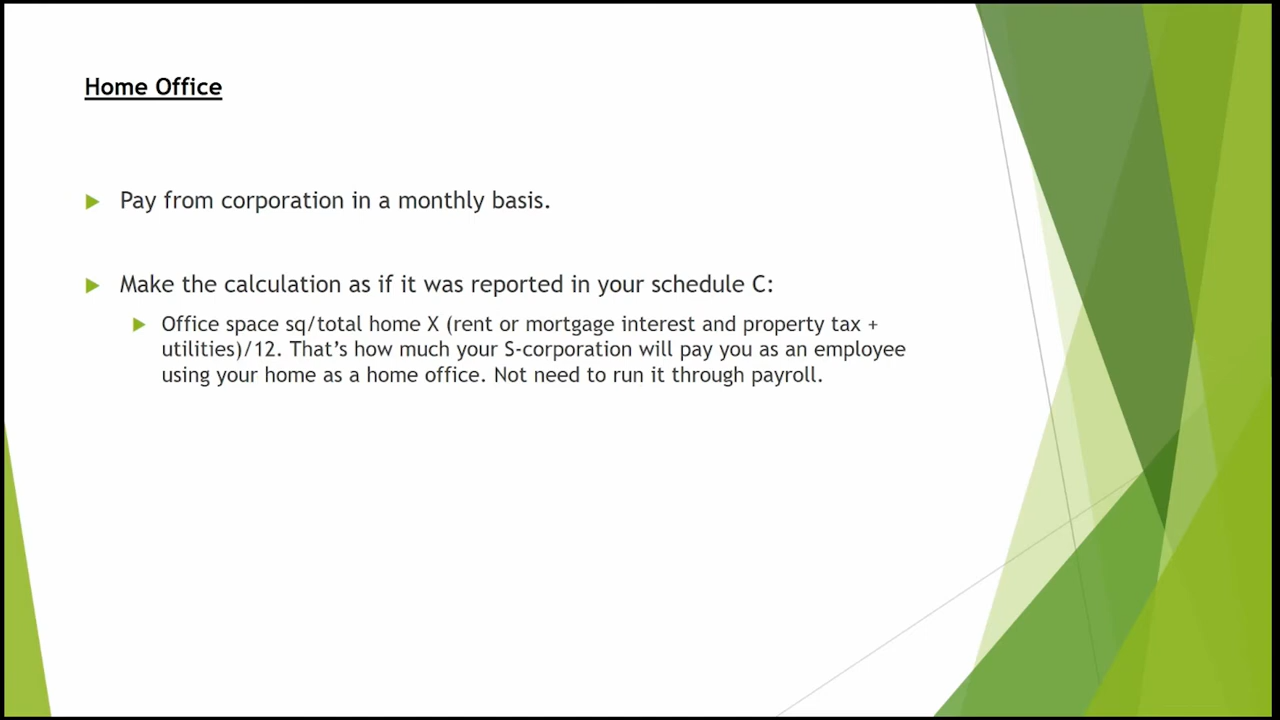 Home Office
Pay from corporation in a monthly basis.
Make the calculation as if it was reported in your schedule C:
Office space sq/total home X (rent or mortgage interest and property tax +
utilities)/12. That’s how much your S-corporation will pay you as an employee
using your home as a home office. Not need to run it through payroll.